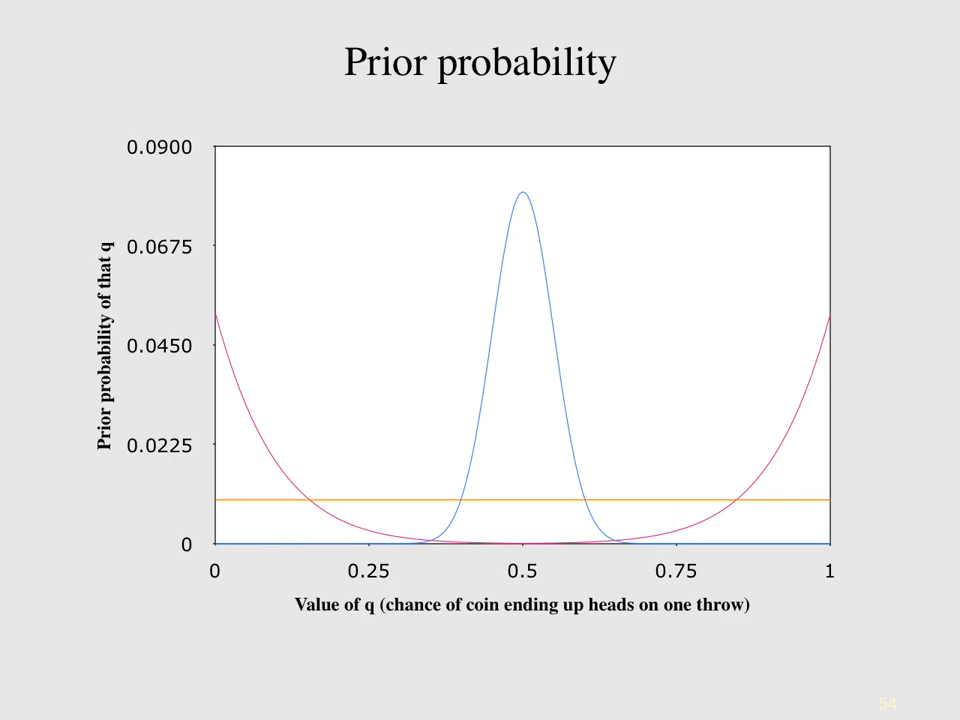 Prior probability
0.0900
0.0675
0.0450
0.0225
0
Prior probability of that q
0 0.25 0.5 0.75 1
Value of q (chance of coin ending up heads on one throw)
54